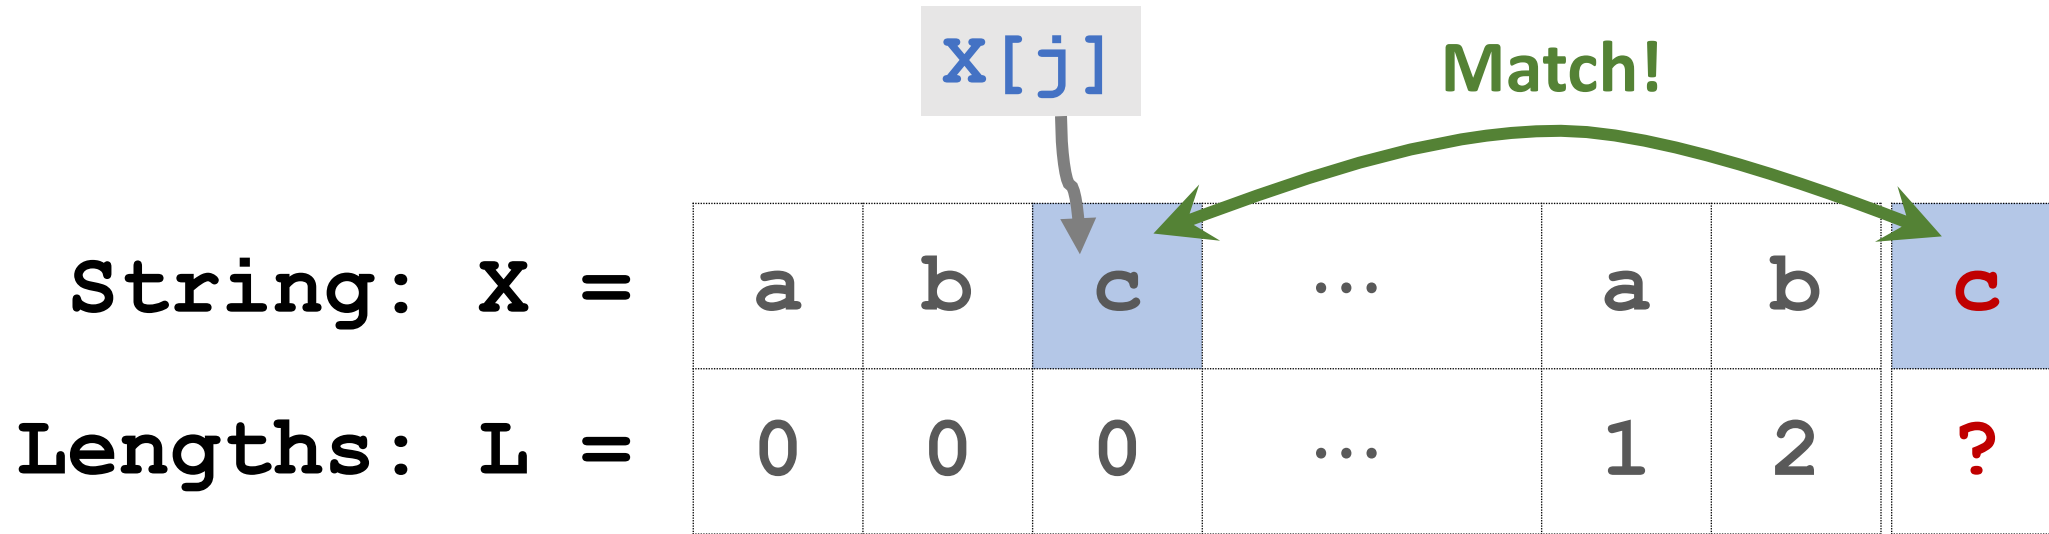 X[j]
Match!
String: X = a b c ... a b c
Lengths: L = 0 0 0 ... 1 2 ?